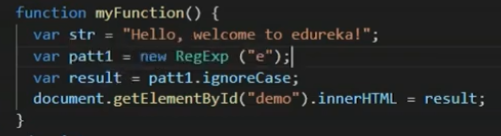 function myFunction() {
var str = "Hello, welcome to edureka!";
var patt1 = new RegExp ("e");
var result = patt1.ignoreCase;
document.getElementById("demo").innerHTML = result;
}